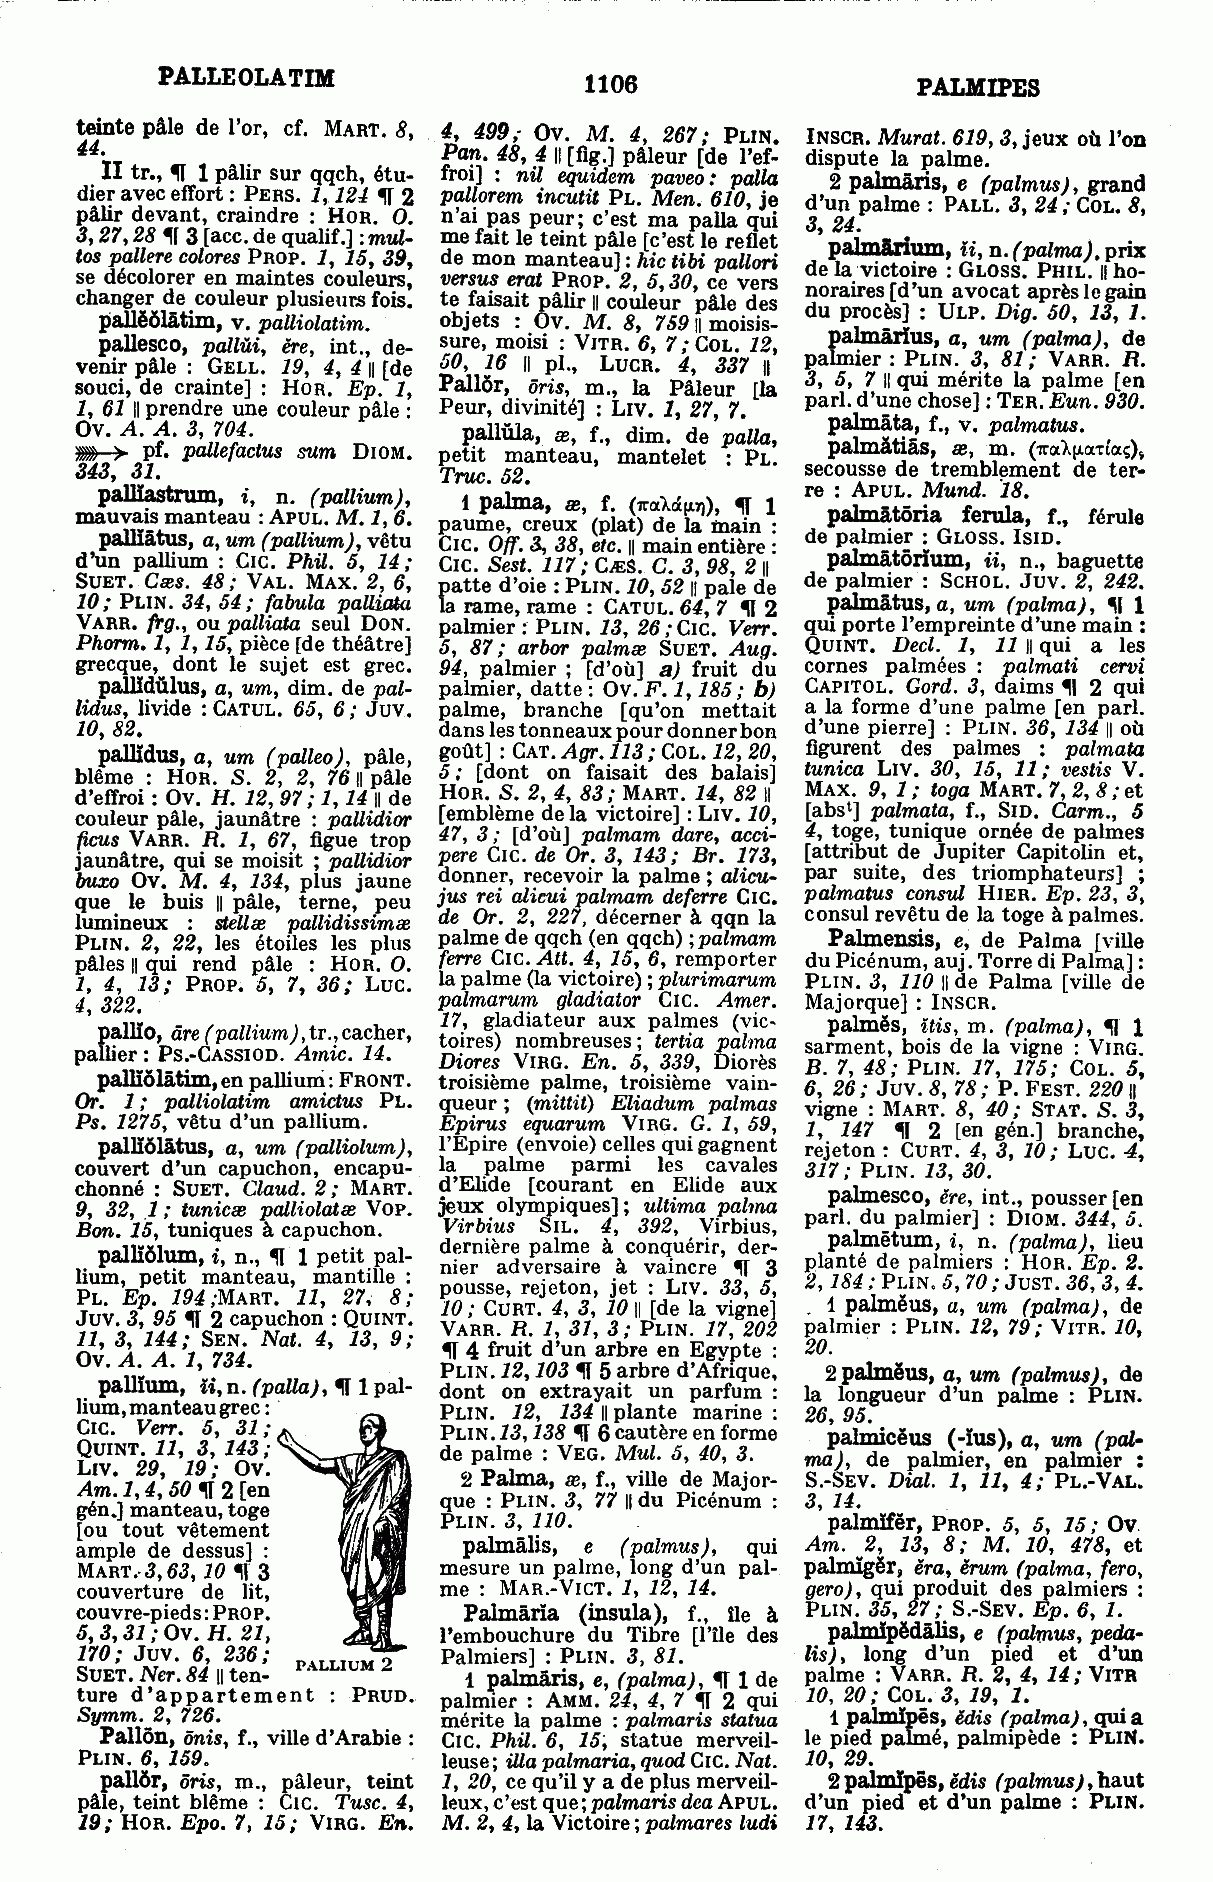 PALLEOLATIM
1106
PALMIPES
teinte pâle de l'or, cf. MART. 8,
44.
II tr., ¶ 1 pâlir sur qqch, étu-
dier avec effort : PERS. 1, 124 ¶ 2
pâlir devant, craindre : HOR. O.
3, 27, 28 ¶ 3 [acc. de qualif.] : mul-
tos pallere colores PROP. 1, 15, 39,
se décolorer en maintes couleurs,
changer de couleur plusieurs fois.
pallĕŏlātim, v. palliolatim.
pallesco, pallŭi, ĕre, int., de-
venir pâle : GELL. 19, 4, 4 ‖ [de
souci, de crainte] : HOR. Ep. 1,
1, 61 ‖ prendre une couleur pâle :
OV. A. A. 3, 704.
⟶ pf. pallefactus sum DIOM.
343, 31.
pallĭastrum, i, n. (pallium),
mauvais manteau : APUL. M. 1, 6.
pallĭātus, a, um (pallium), vêtu
d'un pallium : CIC. Phil. 5, 14 ;
SUET. Cæs. 48 ; VAL. MAX. 2, 6,
10 ; PLIN. 34, 54 ; fabula palliata
VARR. frg., ou palliata seul DON.
Phorm. 1, 1, 15, pièce [de théâtre]
grecque, dont le sujet est grec.
pallĭdŭlus, a, um, dim. de pal-
lidus, livide : CATUL. 65, 6 ; JUV.
10, 82.
pallĭdus, a, um (palleo), pâle,
blême : HOR. S. 2, 2, 76 ‖ pâle
d'effroi : OV. H. 12, 97 ; 1, 14 ‖ de
couleur pâle, jaunâtre : pallidior
ficus VARR. R. 1, 67, figue trop
jaunâtre, qui se moisit ; pallidior
buxo OV. M. 4, 134, plus jaune
que le buis ‖ pâle, terne, peu
lumineux : stellæ pallidissimæ
PLIN. 2, 22, les étoiles les plus
pâles ‖ qui rend pâle : HOR. O.
1, 4, 13 ; PROP. 5, 7, 36 ; LUC.
4, 322.
pallĭo, āre (pallium), tr., cacher,
pallier : PS.-CASSIOD. Amic. 14.
pallĭŏlātim, en pallium : FRONT.
Or. 1 ; palliolatim amictus PL.
Ps. 1275, vêtu d'un pallium.
pallĭŏlātus, a, um (palliolum),
couvert d'un capuchon, encapu-
chonné : SUET. Claud. 2 ; MART.
9, 32, 1 ; tunicæ palliolatæ VOP.
Bon. 15, tuniques à capuchon.
pallĭŏlum, i, n., ¶ 1 petit pal-
lium, petit manteau, mantille :
PL. Ep. 194 ; MART. 11, 27, 8 ;
JUV. 3, 95 ¶ 2 capuchon : QUINT.
11, 3, 144 ; SEN. Nat. 4, 13, 9 ;
OV. A. A. 1, 734.
pallĭum, ĭi, n. (palla), ¶ 1 pal-
lium, manteau grec :
CIC. Verr. 5, 31 ;
QUINT. 11, 3, 143 ;
LIV. 29, 19 ; OV.
Am. 1, 4, 50 ¶ 2 [en
gén.] manteau, toge
[ou tout vêtement
ample de dessus] :
MART. 3, 63, 10 ¶ 3
couverture de lit,
couvre-pieds : PROP.
5, 3, 31 ; OV. H. 21,
170 ; JUV. 6, 236 ;
SUET. Ner. 84 ‖ ten-
PALLIUM 2
ture d'appartement : PRUD.
Symm. 2, 726.
Pallōn, ōnis, f., ville d'Arabie :
PLIN. 6, 159.
pallŏr, ōris, m., pâleur, teint
pâle, teint blême : CIC. Tusc. 4,
19 ; HOR. Epo. 7, 15 ; VIRG. En.
4, 499 ; OV. M. 4, 267 ; PLIN.
Pan. 48, 4 ‖ [fig.] pâleur [de l'ef-
froi] : nil equidem paveo : palla
pallorem incutit PL. Men. 610, je
n'ai pas peur ; c'est ma palla qui
me fait le teint pâle [c'est le reflet
de mon manteau] : hic tibi pallori
versus erat PROP. 2, 5, 30, ce vers
te faisait pâlir ‖ couleur pâle des
objets : OV. M. 8, 759 ‖ moisis-
sure, moisi : VITR. 6, 7 ; COL. 12,
50, 16 ‖ pl., LUCR. 4, 337 ‖
Pallŏr, ōris, m., la Pâleur [la
Peur, divinité] : LIV. 1, 27, 7.
pallŭla, æ, f., dim. de palla,
petit manteau, mantelet : PL.
Truc. 52.
1 palma, æ, f. (παλάμη), ¶ 1
paume, creux (plat) de la main :
CIC. Off. 3, 38, etc. ‖ main entière :
CIC. Sest. 117 ; CÆS. C. 3, 98, 2 ‖
patte d'oie : PLIN. 10, 52 ‖ pale de
la rame, rame : CATUL. 64, 7 ¶ 2
palmier : PLIN. 13, 26 ; CIC. Verr.
5, 87 ; arbor palmæ SUET. Aug.
94, palmier ; [d'où] a) fruit du
palmier, datte : OV. F. 1, 185 ; b)
palme, branche [qu'on mettait
dans les tonneaux pour donner bon
goût] : CAT. Agr. 113 ; COL. 12, 20,
5 ; [dont on faisait des balais]
HOR. S. 2, 4, 83 ; MART. 14, 82 ‖
[emblème de la victoire] : LIV. 10,
47, 3 ; [d'où] palmam dare, acci-
pere CIC. de Or. 3, 143 ; Br. 173,
donner, recevoir la palme ; alicu-
jus rei alicui palmam deferre CIC.
de Or. 2, 227, décerner à qqn la
palme de qqch (en qqch) ; palmam
ferre CIC. Att. 4, 15, 6, remporter
la palme (la victoire) ; plurimarum
palmarum gladiator CIC. Amer.
17, gladiateur aux palmes (vic-
toires) nombreuses ; tertia palma
Diores VIRG. En. 5, 339, Diorès
troisième palme, troisième vain-
queur ; (mittit) Eliadum palmas
Epirus equarum VIRG. G. 1, 59,
l'Epire (envoie) celles qui gagnent
la palme parmi les cavales
d'Elide [courant en Elide aux
jeux olympiques] ; ultima palma
Virbius SIL. 4, 392, Virbius,
dernière palme à conquérir, der-
nier adversaire à vaincre ¶ 3
pousse, rejeton, jet : LIV. 33, 5,
10 ; CURT. 4, 3, 10 ‖ [de la vigne]
VARR. R. 1, 31, 3 ; PLIN. 17, 202
¶ 4 fruit d'un arbre en Egypte :
PLIN. 12, 103 ¶ 5 arbre d'Afrique,
dont on extrayait un parfum :
PLIN. 12, 134 ‖ plante marine :
PLIN. 13, 138 ¶ 6 cautère en forme
de palme : VEG. Mul. 5, 40, 3.
2 Palma, æ, f., ville de Major-
que : PLIN. 3, 77 ‖ du Picénum :
PLIN. 3, 110.
palmālis, e (palmus), qui
mesure un palme, long d'un pal-
me : MAR.-VICT. 1, 12, 14.
Palmārĭa (insula), f., île à
l'embouchure du Tibre [l'île des
Palmiers] : PLIN. 3, 81.
1 palmāris, e, (palma), ¶ 1 de
palmier : AMM. 24, 4, 7 ¶ 2 qui
mérite la palme : palmaris statua
CIC. Phil. 6, 15, statue merveil-
leuse ; illa palmaria, quod CIC. Nat.
1, 20, ce qu'il y a de plus merveil-
leux, c'est que ; palmaris dea APUL.
M. 2, 4, la Victoire ; palmares ludi
INSCR. Murat. 619, 3, jeux où l'on
dispute la palme.
2 palmāris, e (palmus), grand
d'un palme : PALL. 3, 24 ; COL. 8,
3, 24.
palmārium, ĭi, n. (palma), prix
de la victoire : GLOSS. PHIL. ‖ ho-
noraires [d'un avocat après le gain
du procès] : ULP. Dig. 50, 13, 1.
palmārĭus, a, um (palma), de
palmier : PLIN. 3, 81 ; VARR. R.
3, 5, 7 ‖ qui mérite la palme [en
parl. d'une chose] : TER. Eun. 930.
palmāta, f., v. palmatus.
palmătiās, æ, m. (παλματίας),
secousse de tremblement de ter-
re : APUL. Mund. 18.
palmātōria ferula, f., férule
de palmier : GLOSS. ISID.
palmātōrĭum, ii, n., baguette
de palmier : SCHOL. JUV. 2, 242.
palmātus, a, um (palma), ¶ 1
qui porte l'empreinte d'une main :
QUINT. Decl. 1, 11 ‖ qui a les
cornes palmées : palmati cervi
CAPITOL. Gord. 3, daims ¶ 2 qui
a la forme d'une palme [en parl.
d'une pierre] : PLIN. 36, 134 ‖ où
figurent des palmes : palmata
tunica LIV. 30, 15, 11 ; vestis V.
MAX. 9, 1 ; toga MART. 7, 2, 8 ; et
[absᵗ] palmata, f., SID. Carm., 5
4, toge, tunique ornée de palmes
[attribut de Jupiter Capitolin et,
par suite, des triomphateurs] ;
palmatus consul HIER. Ep. 23, 3,
consul revêtu de la toge à palmes.
Palmensis, e, de Palma [ville
du Picénum, auj. Torre di Palma] :
PLIN. 3, 110 ‖ de Palma [ville de
Majorque] : INSCR.
palmĕs, ĭtis, m. (palma), ¶ 1
sarment, bois de la vigne : VIRG.
B. 7, 48 ; PLIN. 17, 175 ; COL. 5,
6, 26 ; JUV. 8, 78 ; P. FEST. 220 ‖
vigne : MART. 8, 40 ; STAT. S. 3,
1, 147 ¶ 2 [en gén.] branche,
rejeton : CURT. 4, 3, 10 ; LUC. 4,
317 ; PLIN. 13, 30.
palmesco, ĕre, int., pousser [en
parl. du palmier] : DIOM. 344, 5.
palmētum, i, n. (palma), lieu
planté de palmiers : HOR. Ep. 2.
2, 184 ; PLIN. 5, 70 ; JUST. 36, 3, 4.
1 palmĕus, a, um (palma), de
palmier : PLIN. 12, 79 ; VITR. 10,
20.
2 palmĕus, a, um (palmus), de
la longueur d'un palme : PLIN.
26, 95.
palmicĕus (-ĭus), a, um (pal-
ma), de palmier, en palmier :
S.-SEV. Dial. 1, 11, 4 ; PL.-VAL.
3, 14.
palmĭfĕr, PROP. 5, 5, 15 ; OV.
Am. 2, 13, 8 ; M. 10, 478, et
palmĭgĕr, ĕra, ĕrum (palma, fero,
gero), qui produit des palmiers :
PLIN. 35, 27 ; S.-SEV. Ep. 6, 1.
palmĭpĕdālis, e (palmus, peda-
lis), long d'un pied et d'un
palme : VARR. R. 2, 4, 14 ; VITR
10, 20 ; COL. 3, 19, 1.
1 palmĭpēs, ĕdis (palma), qui a
le pied palmé, palmipède : PLIN.
10, 29.
2 palmĭpēs, ĕdis (palmus), haut
d'un pied et d'un palme : PLIN.
17, 143.